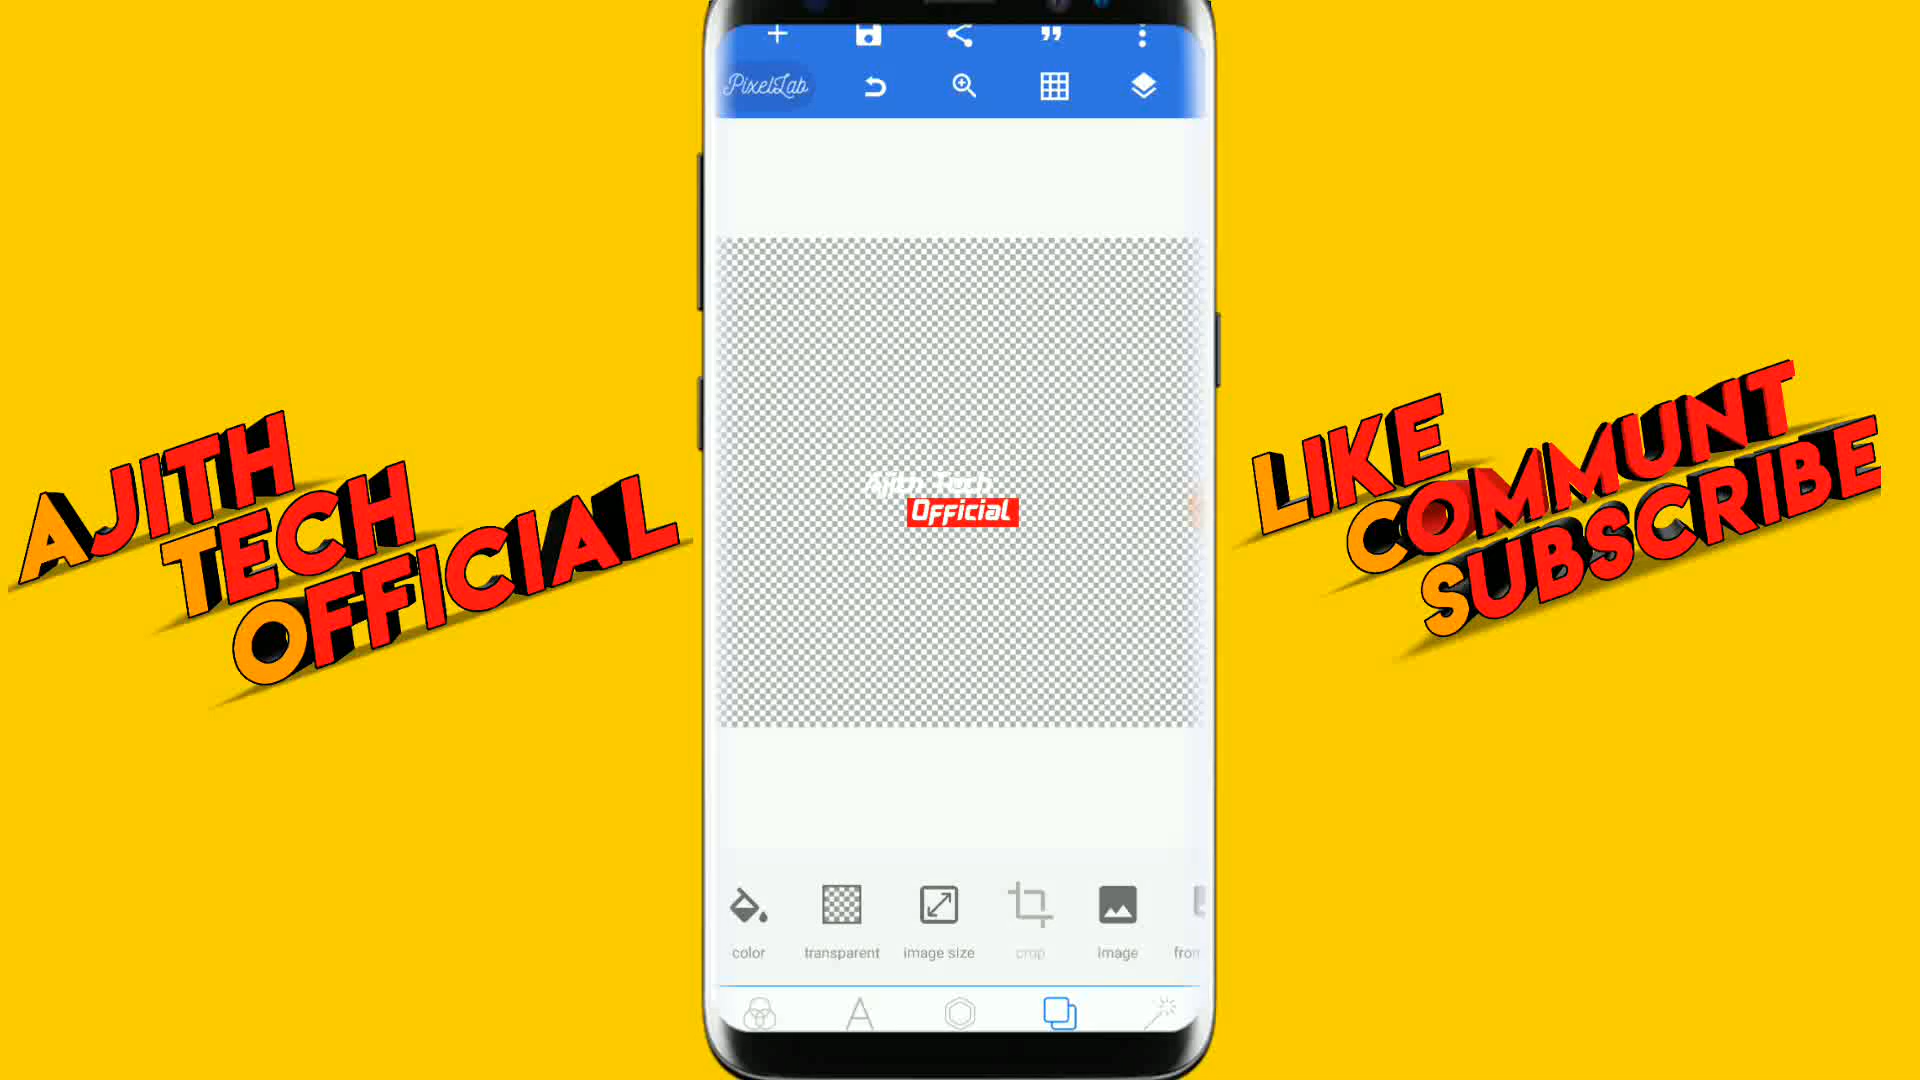 PixelLab
AJITH
TECH
OFFICIAL
Ajith Tech
Official
LIKE
COMMUNT
SUBSCRIBE
color
transparent
image size
crop
image